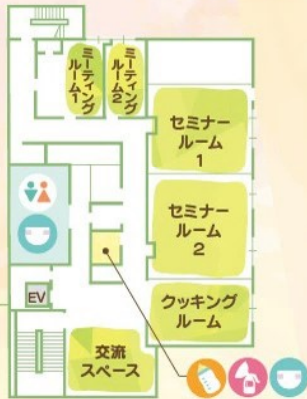 ミーティング
ルーム1
ミーティング
ルーム2
セミナー
ルーム
1
セミナー
ルーム
2
EV
クッキング
ルーム
交流
スペース